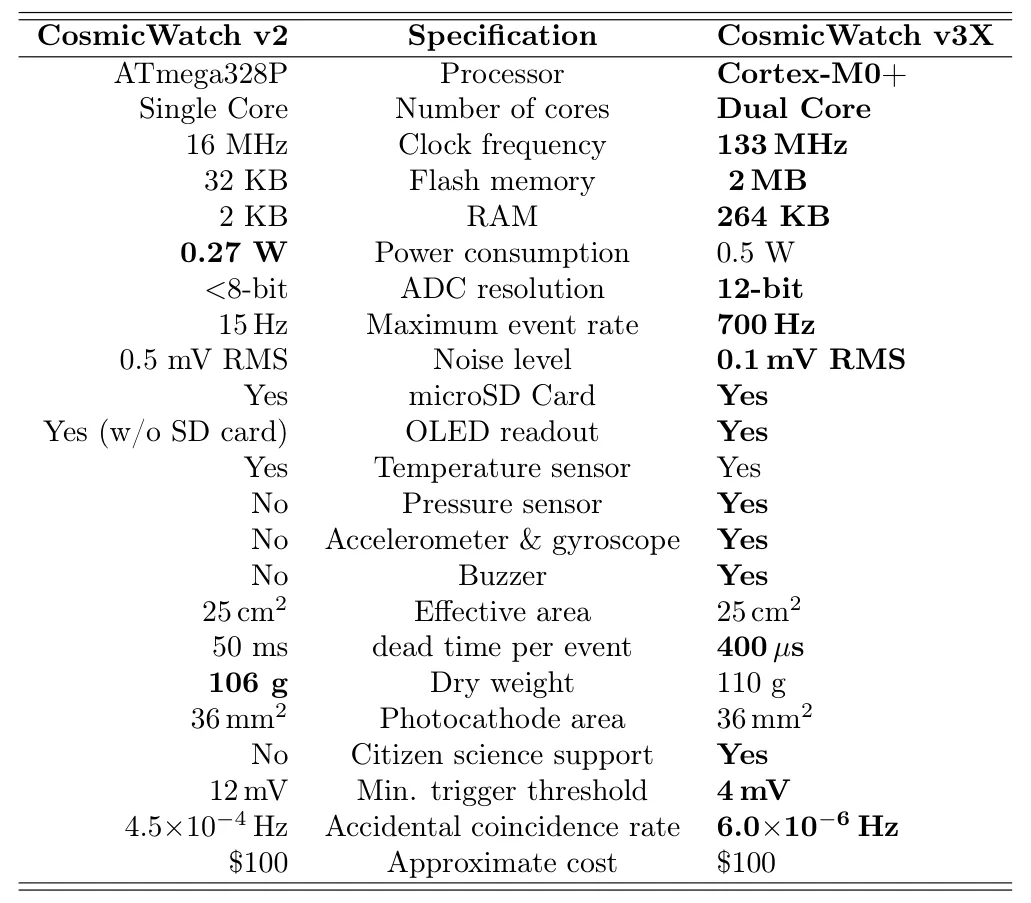 CosmicWatch v2 Specification CosmicWatch v3X
ATmega328P Processor Cortex-M0+
Single Core Number of cores Dual Core
16 MHz Clock frequency 133 MHz
32 KB Flash memory 2 MB
2 KB RAM 264 KB
0.27 W Power consumption 0.5 W
<8-bit ADC resolution 12-bit
15 Hz Maximum event rate 700 Hz
0.5 mV RMS Noise level 0.1 mV RMS
Yes microSD Card Yes
Yes (w/o SD card) OLED readout Yes
Yes Temperature sensor Yes
No Pressure sensor Yes
No Accelerometer & gyroscope Yes
No Buzzer Yes
25 cm² Effective area 25 cm²
50 ms dead time per event 400 μs
106 g Dry weight 110 g
36 mm² Photocathode area 36 mm²
No Citizen science support Yes
12 mV Min. trigger threshold 4 mV
4.5×10⁻⁴ Hz Accidental coincidence rate 6.0×10⁻⁶ Hz
$100 Approximate cost $100